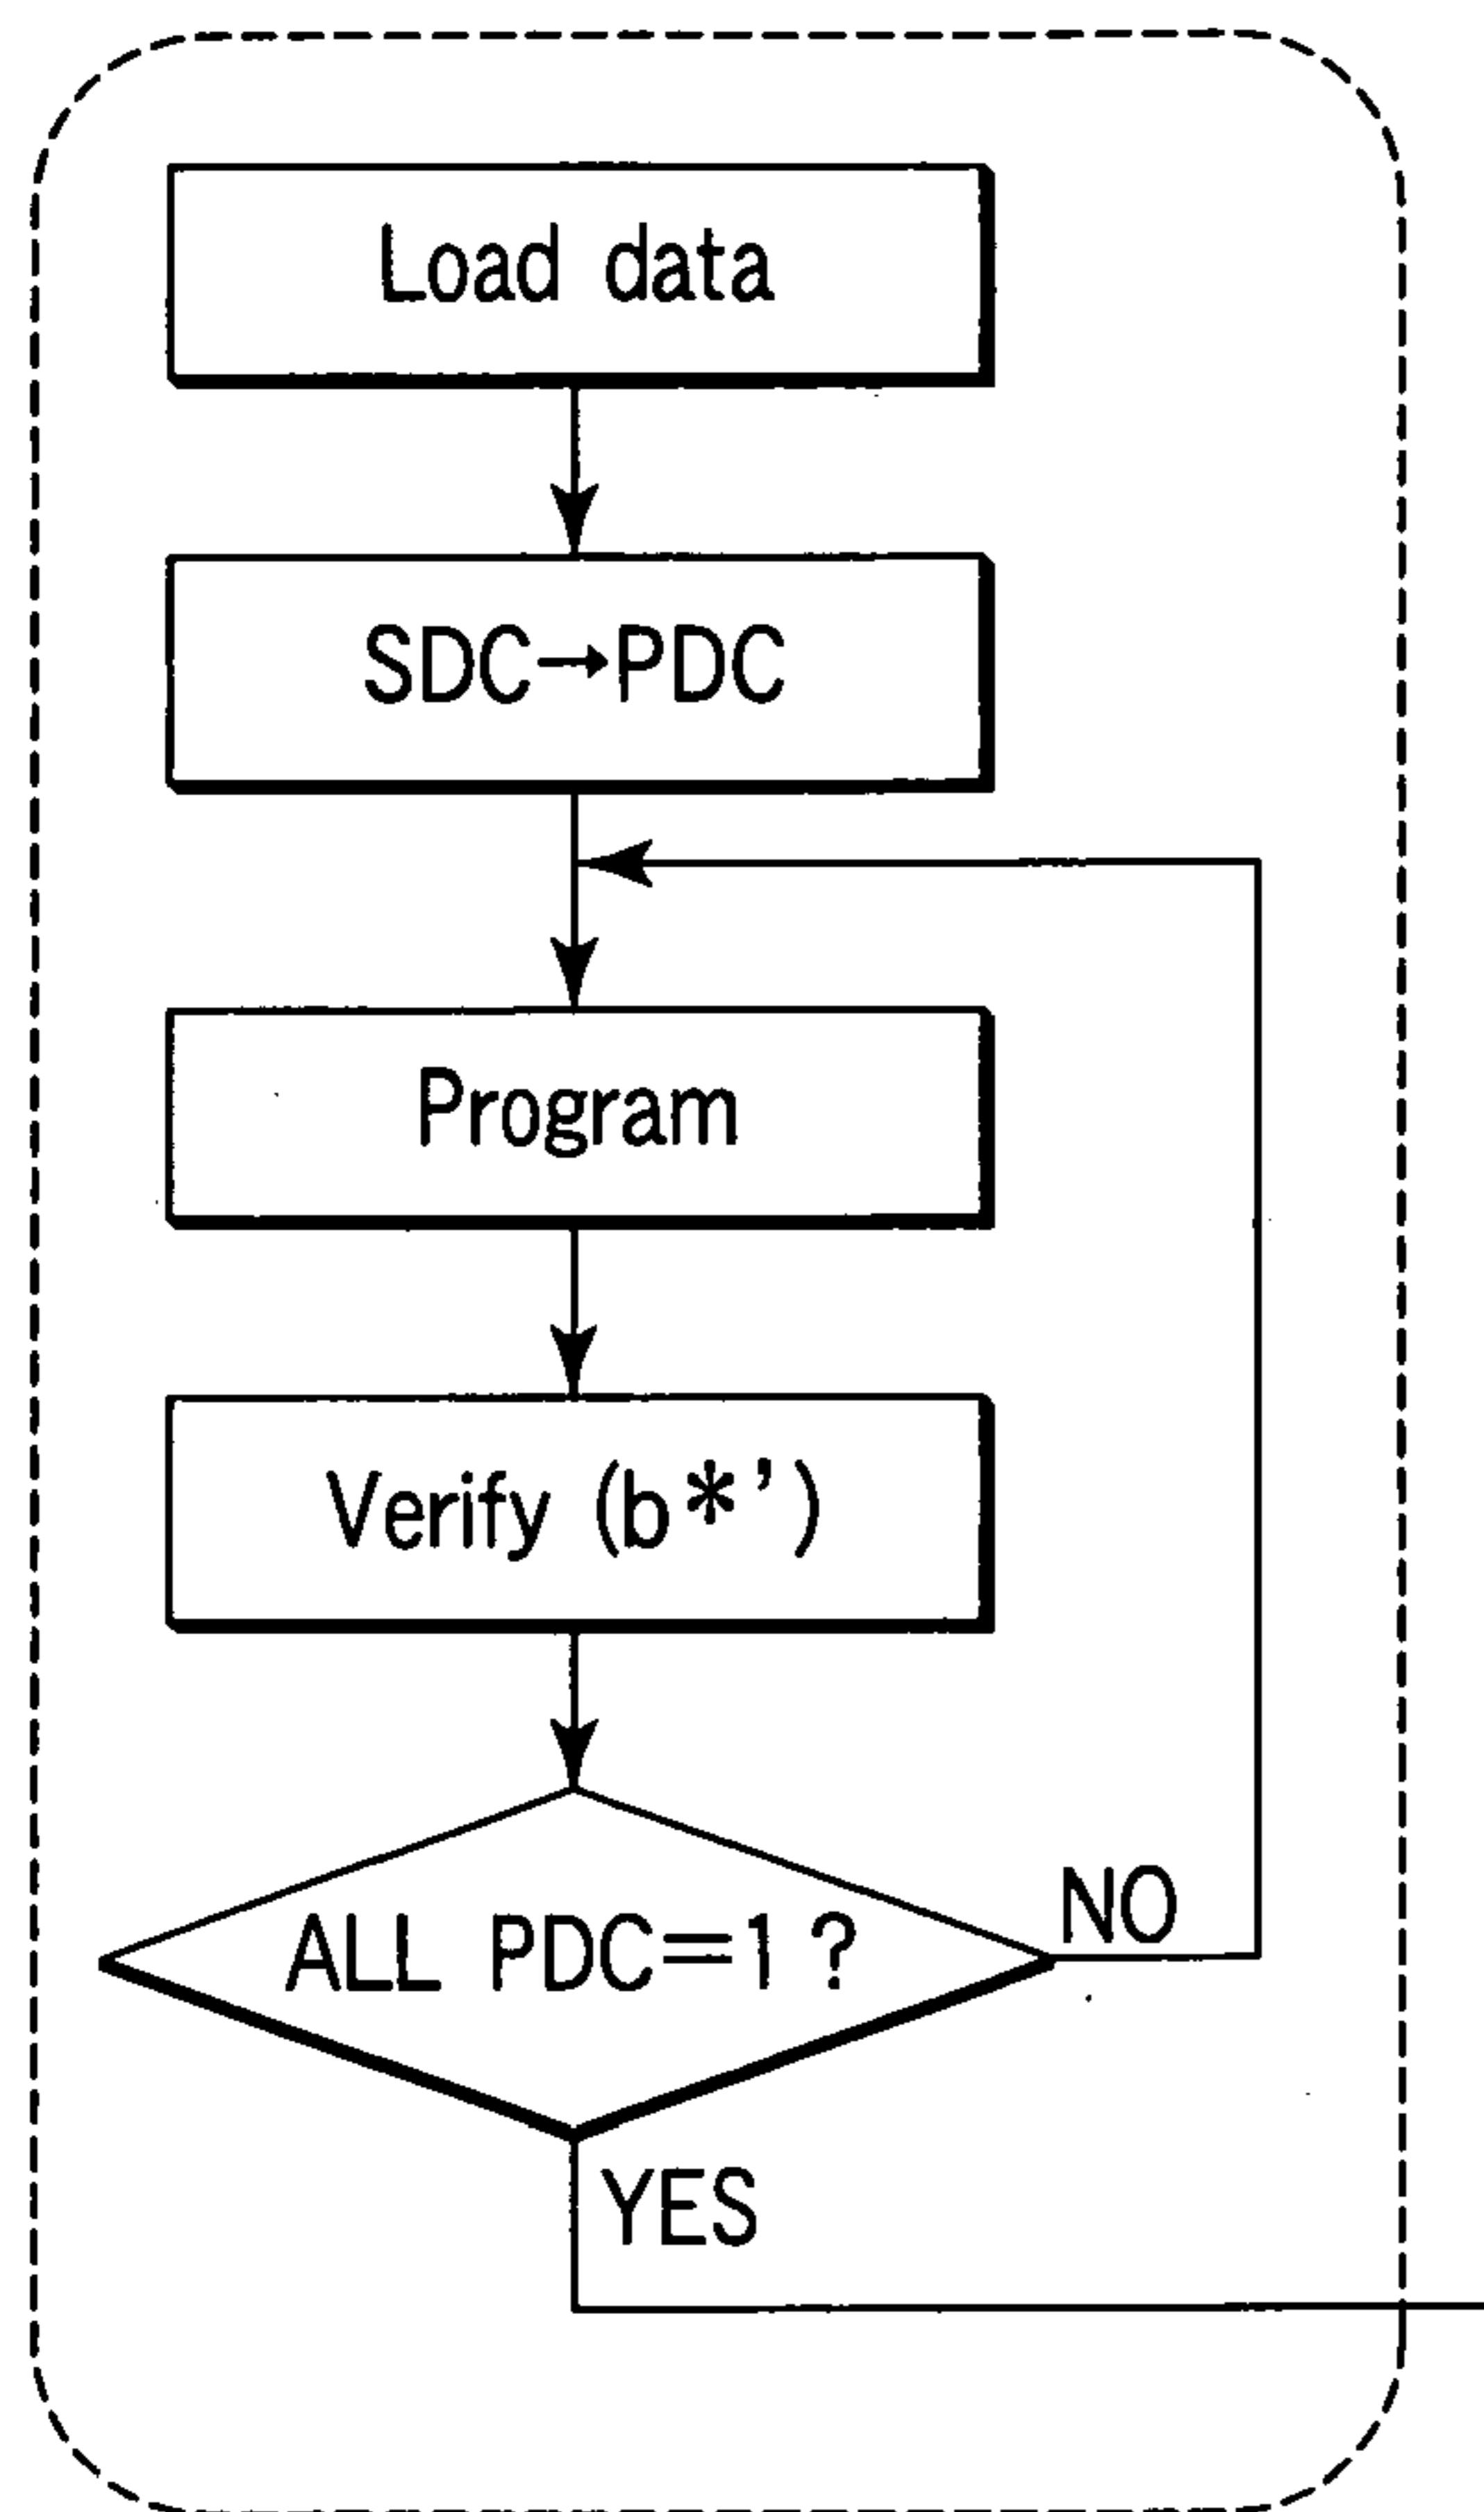 Load data
SDC→PDC
Program
Verify (b*')
ALL PDC=1 ?
NO
YES